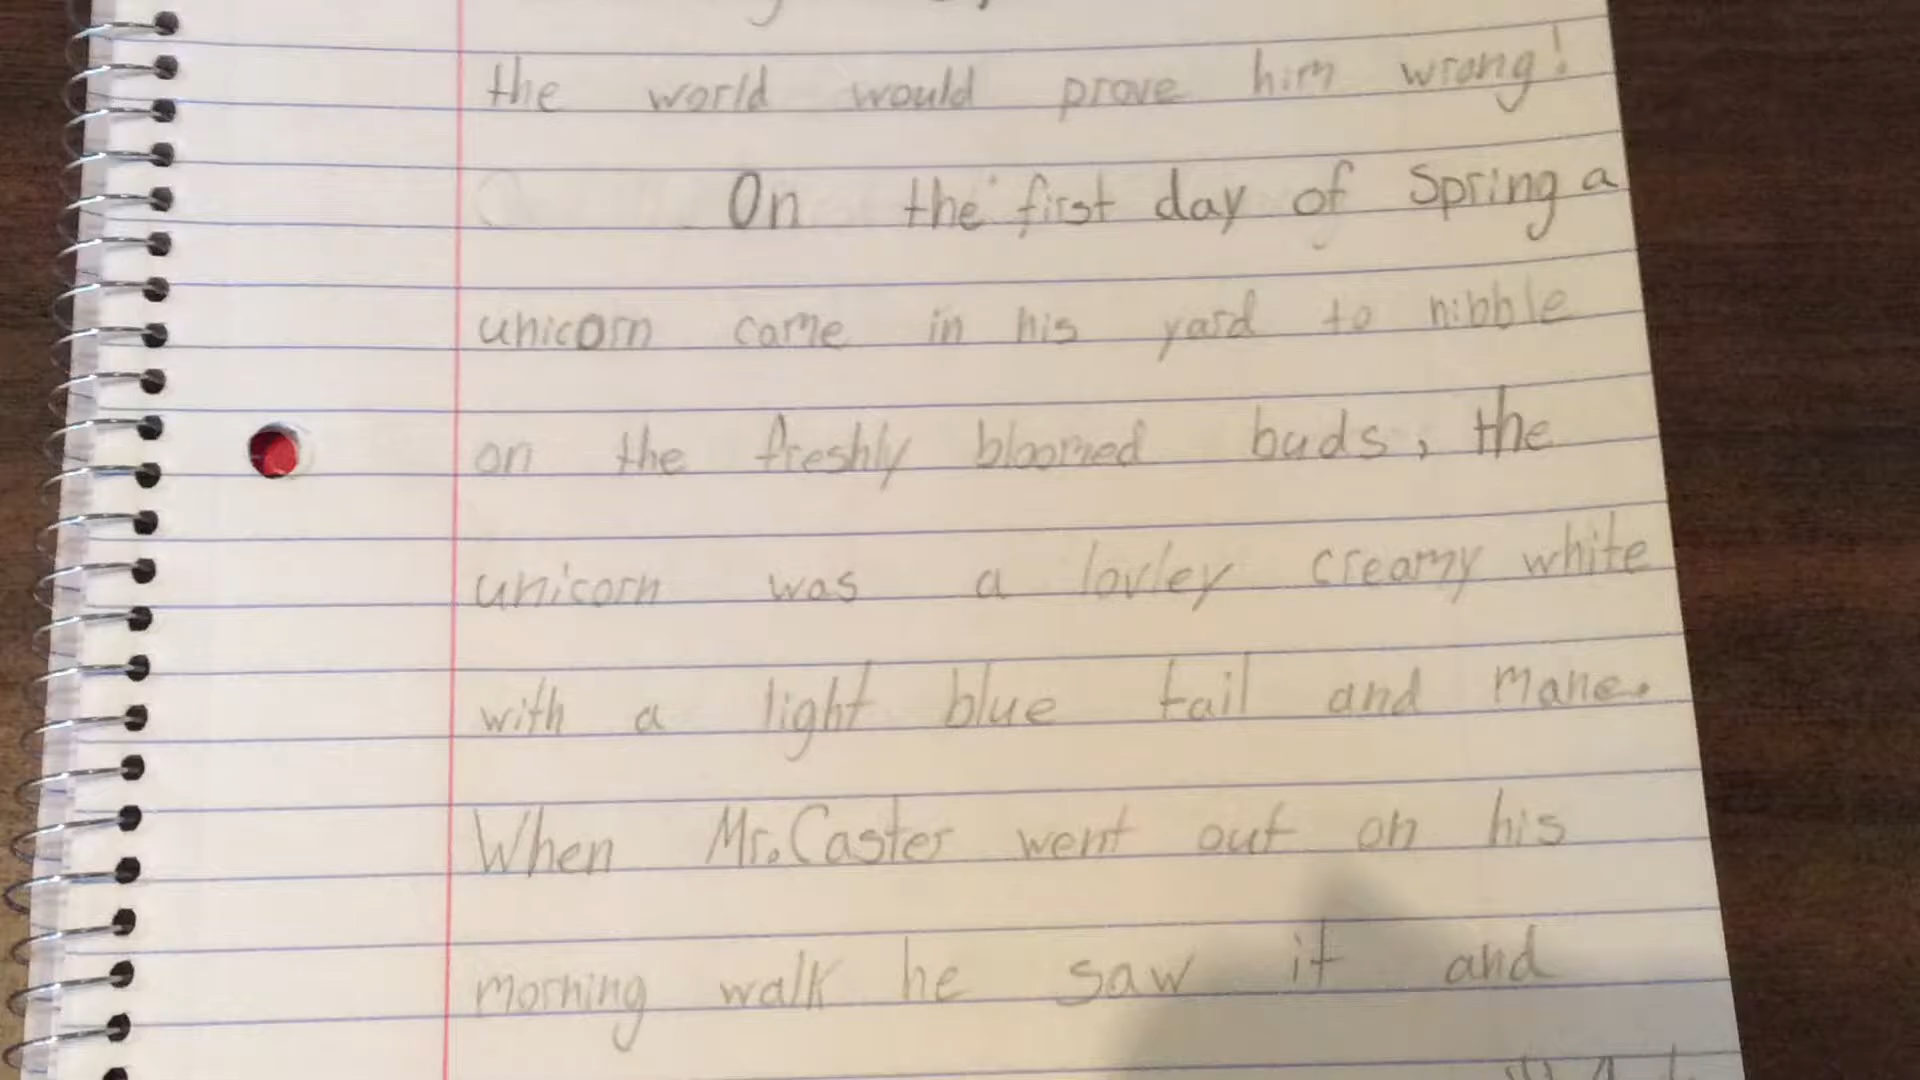 the world would prove him wrong!
On the first day of Spring a
unicorn came in his yard to nibble
on the freshly bloomed buds, the
unicorn was a lovley creamy white
with a light blue tail and mane.
When Mr. Caster went out on his
morning walk he saw it and